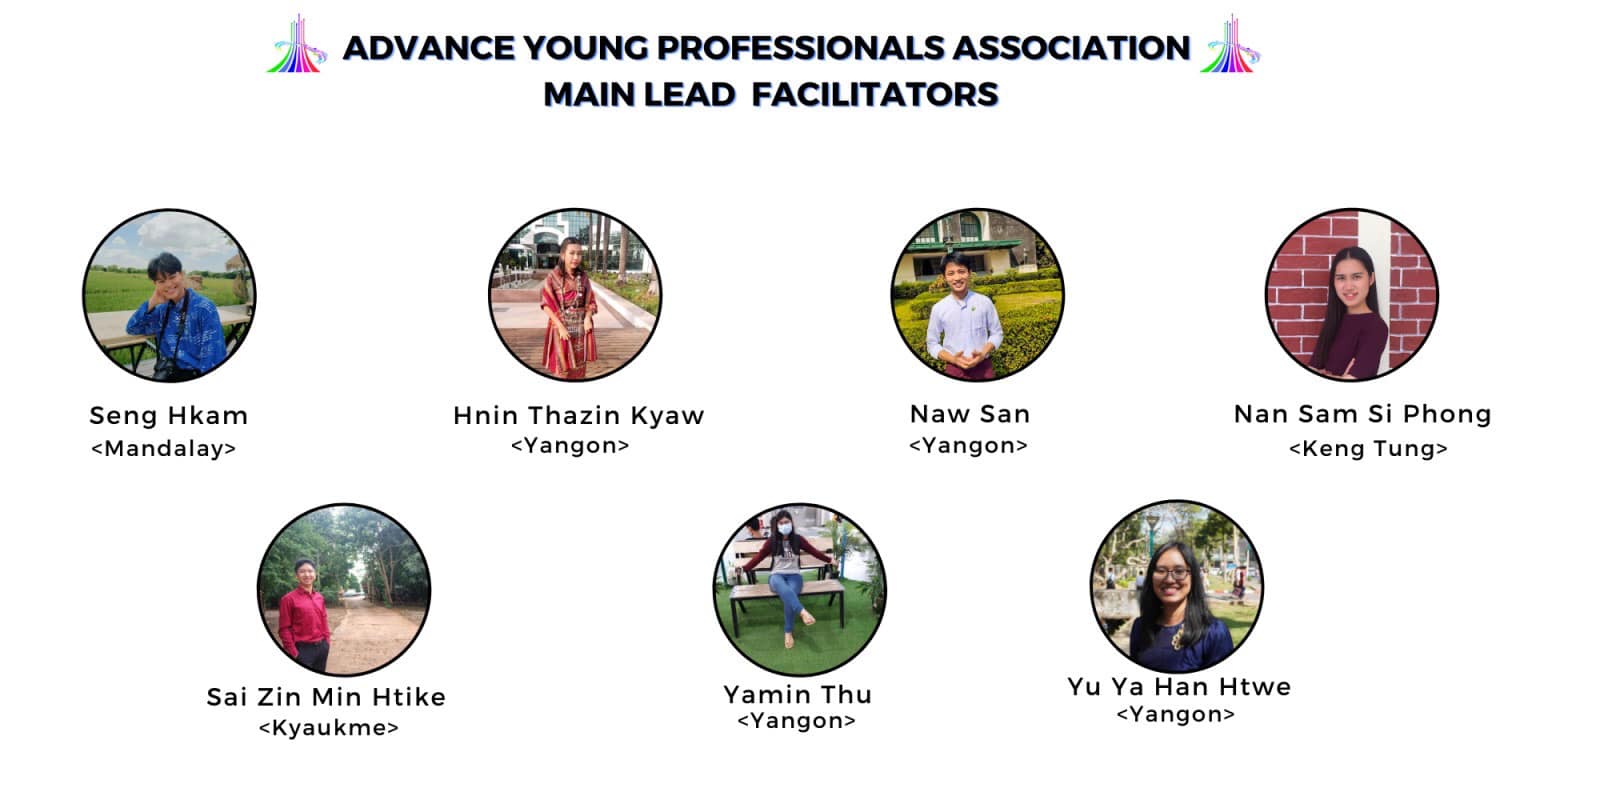 ADVANCE YOUNG PROFESSIONALS ASSOCIATION
MAIN LEAD FACILITATORS
Seng Hkam
<Mandalay>
Hnin Thazin Kyaw
<Yangon>
Naw San
<Yangon>
Nan Sam Si Phong
<Keng Tung>
Sai Zin Min Htike
<Kyaukme>
Yamin Thu
<Yangon>
Yu Ya Han Htwe
<Yangon>